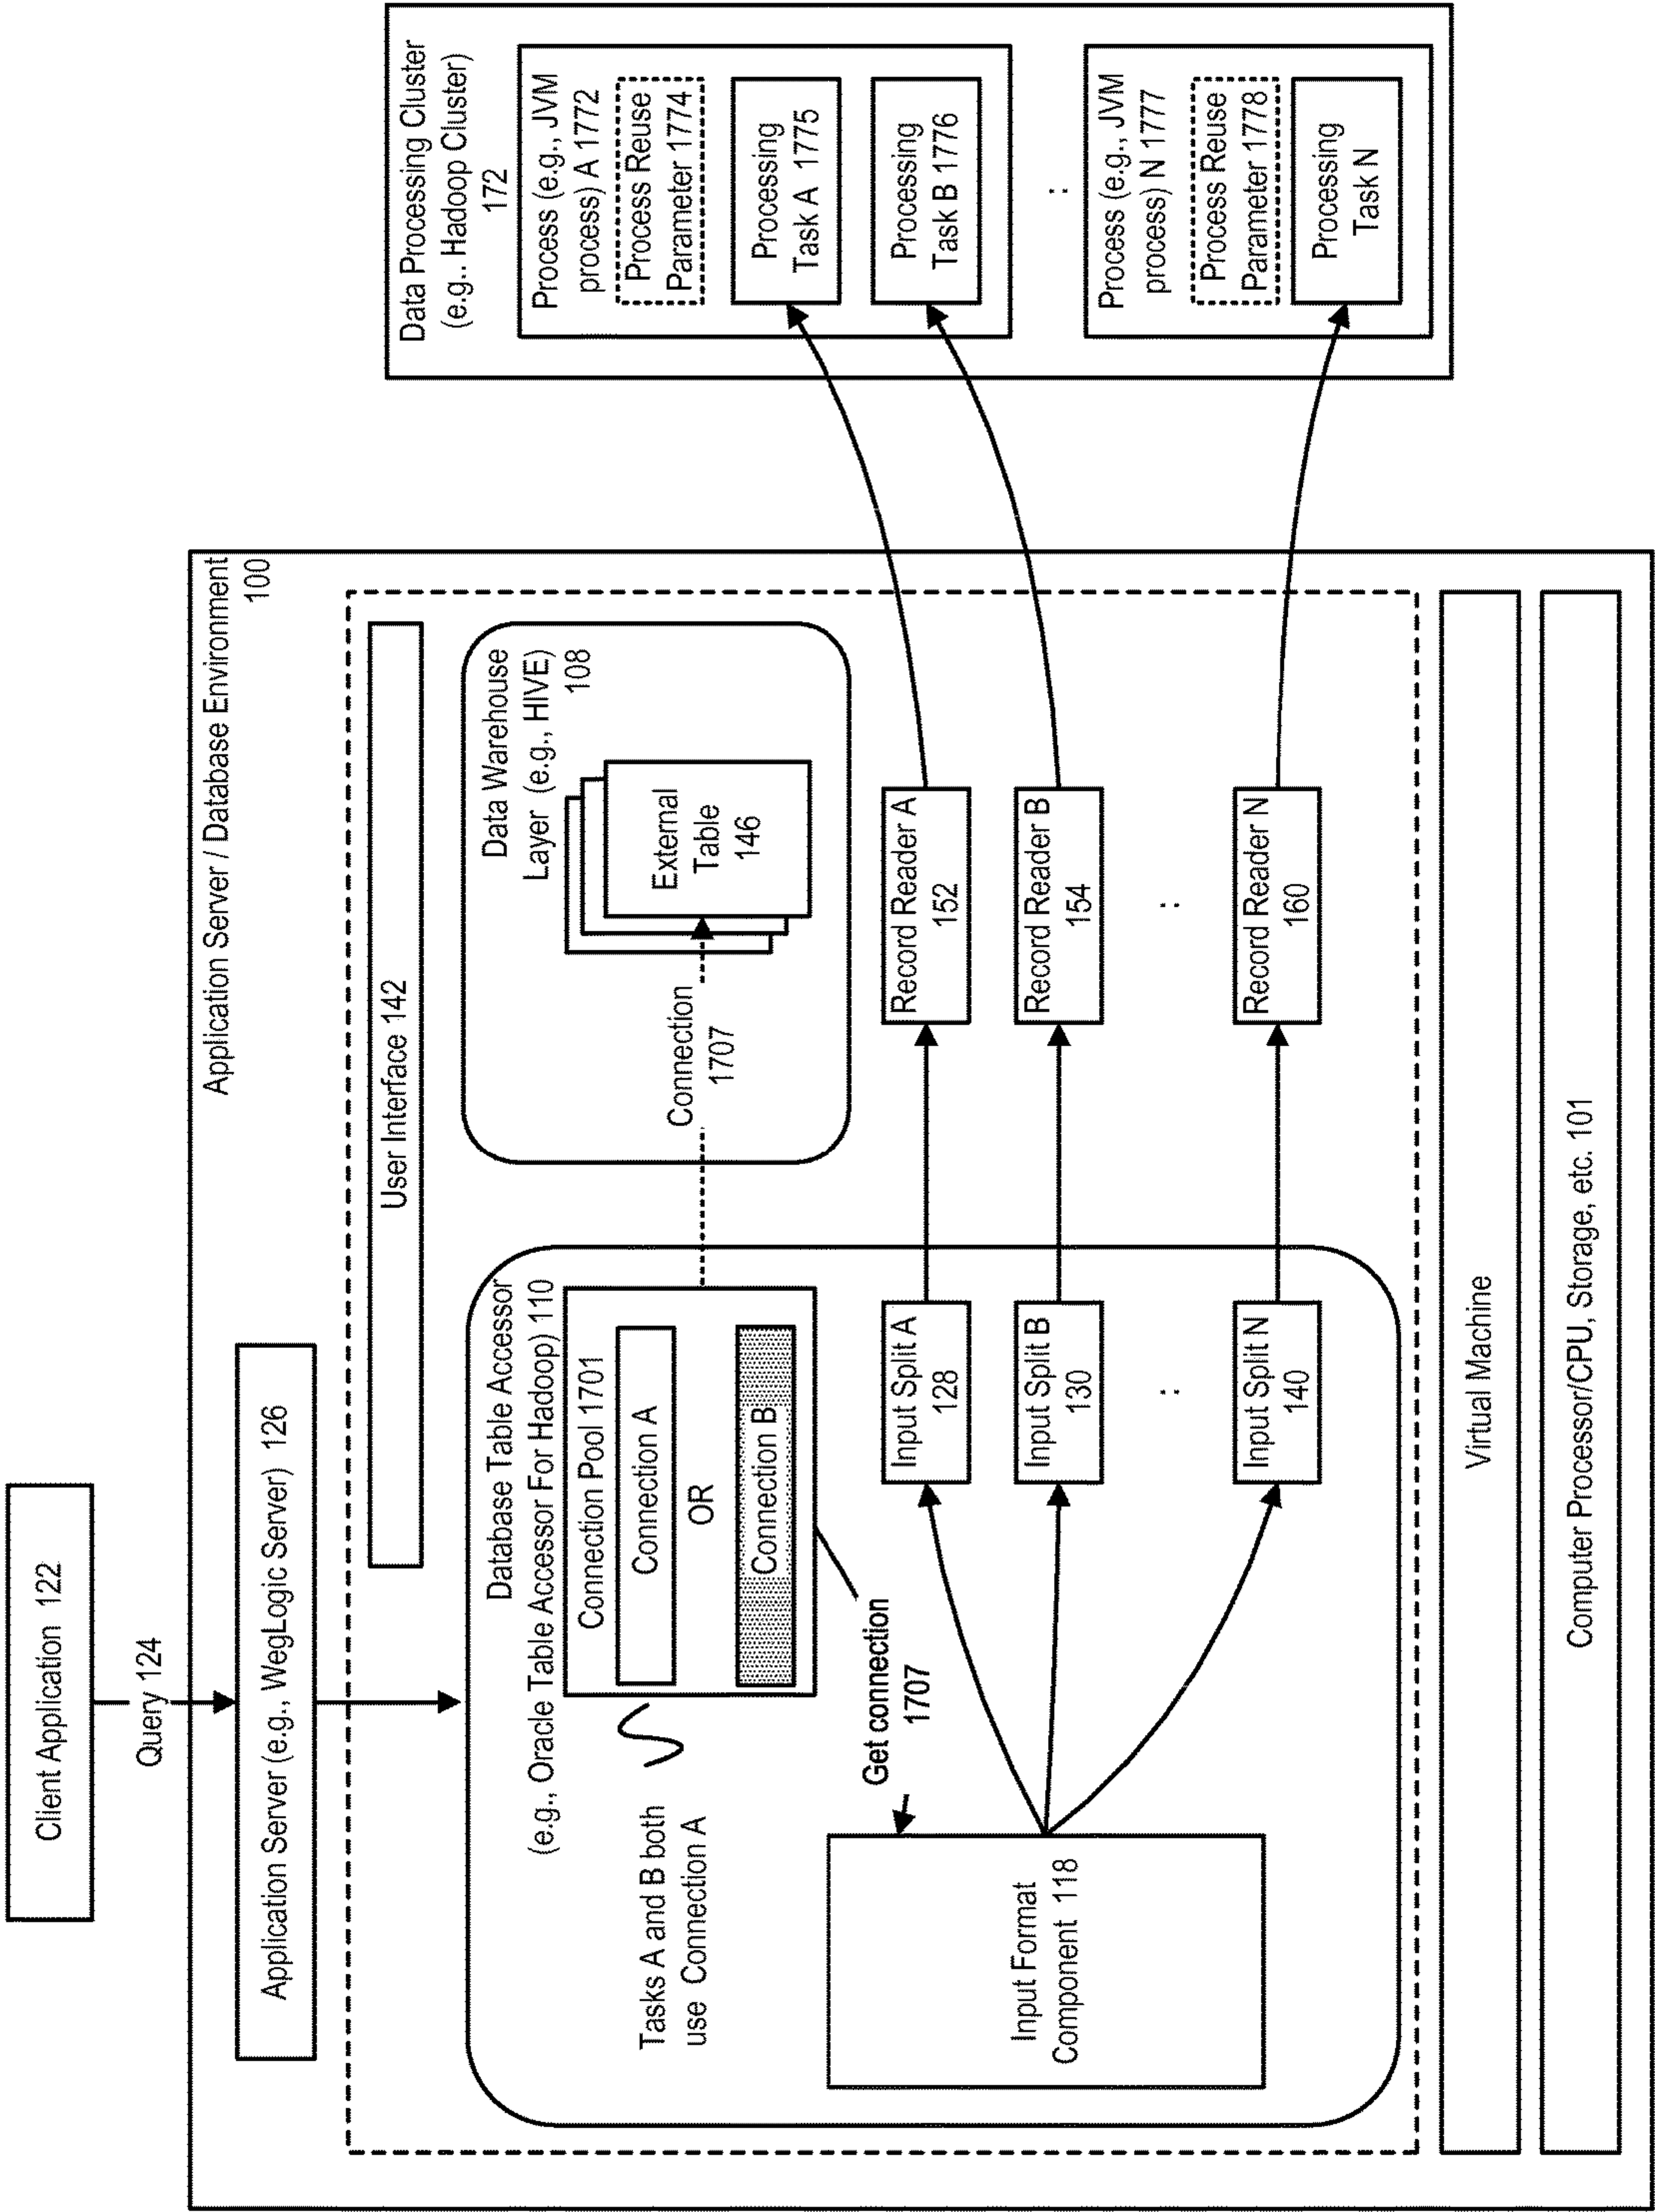 Client Application 122
Query 124
Application Server / Database Environment
100
Application Server (e.g., WegLogic Server) 126
User Interface 142
Database Table Accessor
(e.g., Oracle Table Accessor For Hadoop) 110
Connection Pool 1701
Connection A
OR
Connection B
Tasks A and B both
use Connection A
Get connection
1707
Input Format
Component 118
Input Split A
128
Input Split B
130
:
Input Split N
140
Data Warehouse
Layer (e.g., HIVE)
108
External
Table
146
Connection
1707
Record Reader A
152
Record Reader B
154
:
Record Reader N
160
Virtual Machine
Computer Processor/CPU, Storage, etc. 101
Data Processing Cluster
(e.g.. Hadoop Cluster)
172
Process (e.g., JVM
process) A 1772
Process Reuse
Parameter 1774
Processing
Task A 1775
Processing
Task B 1776
:
Process (e.g., JVM
process) N 1777
Process Reuse
Parameter 1778
Processing
Task N